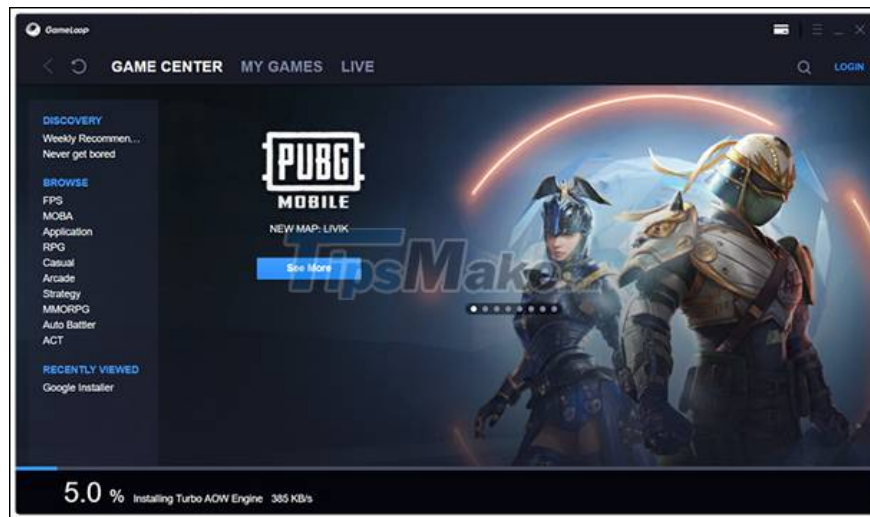 GameLoop
GAME CENTER MY GAMES LIVE
LOGIN
DISCOVERY
Weekly Recommen...
Never get bored
BROWSE
FPS
MOBA
Application
RPG
Casual
Arcade
Strategy
MMORPG
Auto Battler
ACT
RECENTLY VIEWED
Google Installer
PUBG
MOBILE
NEW MAP: LIVIK
See More
TipsMake
5.0 % Installing Turbo AOW Engine 385 KB/s